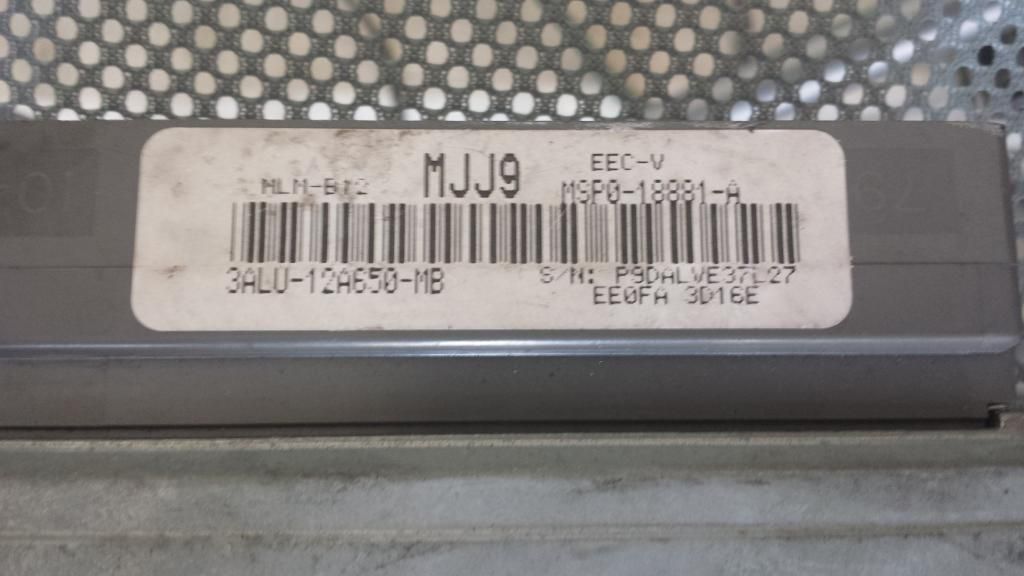 MJJ9
EEC-V
MLM-B12
MSP0-18881-A
3ALU-12A650-MB
S/N: P9DALVE37L27
EE0FA 3D16E